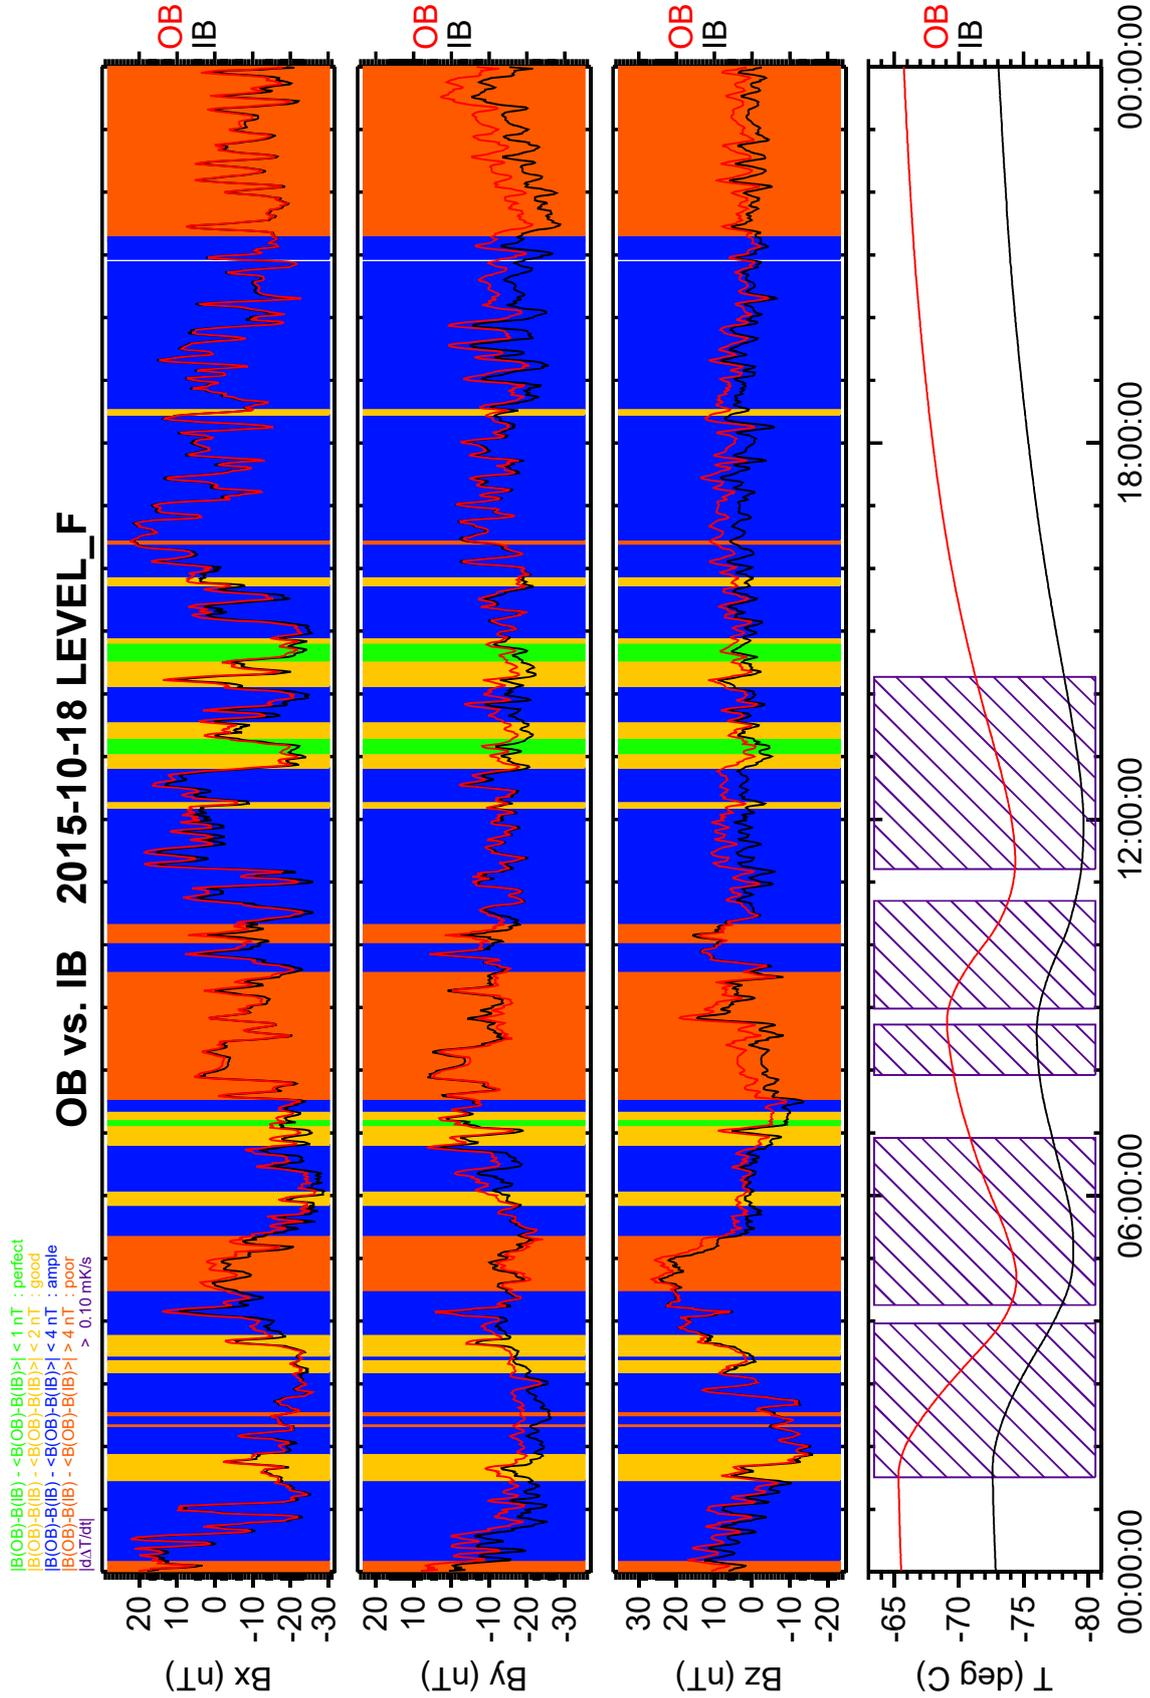 OB vs. IB 2015-10-18 LEVEL_F
|B(OB)-B(IB) - <B(OB)-B(IB)>| < 1 nT : perfect
|B(OB)-B(IB) - <B(OB)-B(IB)>| < 2 nT : good
|B(OB)-B(IB) - <B(OB)-B(IB)>| < 4 nT : ample
|B(OB)-B(IB) - <B(OB)-B(IB)>| > 4 nT : poor
|dΔT/dt| > 0.10 mK/s
Bx (nT)
20
10
0
-10
-20
-30
OB
IB
By (nT)
20
10
0
-10
-20
-30
OB
IB
Bz (nT)
30
20
10
0
-10
-20
OB
IB
T (deg C)
-65
-70
-75
-80
OB
IB
00:00:00 06:00:00 12:00:00 18:00:00 00:00:00